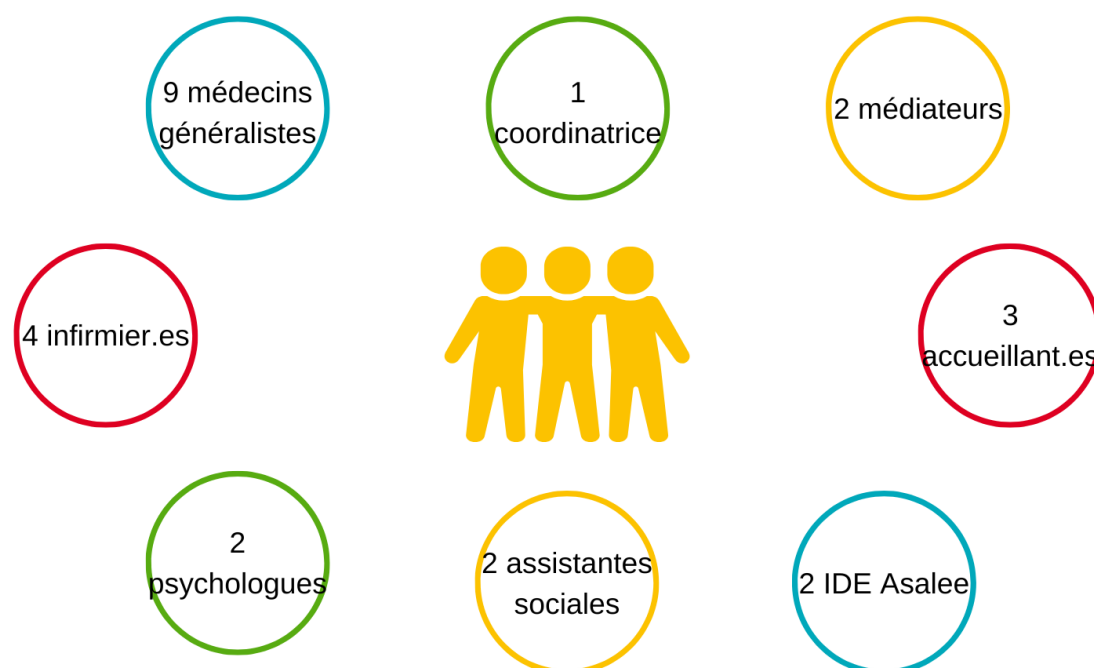 9 médecins
généralistes
1
coordinatrice
2 médiateurs
4 infirmier.es
3
accueillant.es
2
psychologues
2 assistantes
sociales
2 IDE Asalee